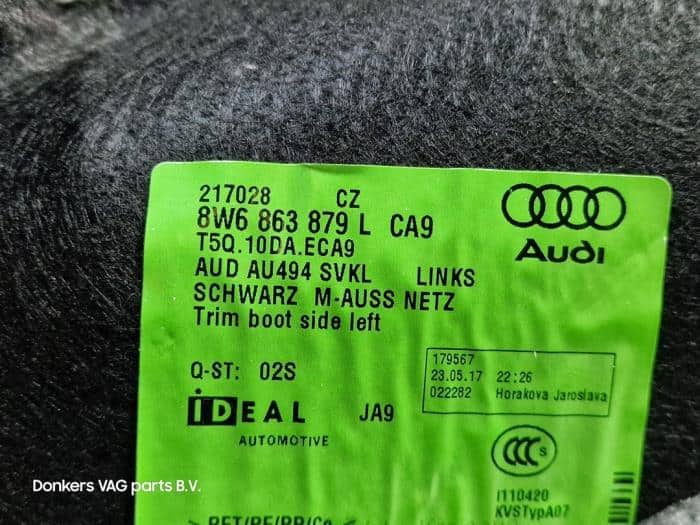 217028 CZ
8W6 863 879 L CA9
T5Q.10DA.ECA9
AUD AU494 SVKL LINKS
SCHWARZ M-AUSS NETZ
Trim boot side left
Audi
Q-ST: 02S
179567
23.05.17 22:26
022282 Horakova Jaroslava
IDEAL JA9
AUTOMOTIVE
CCC S
I110420
KVSTypA07
Donkers VAG parts B.V.